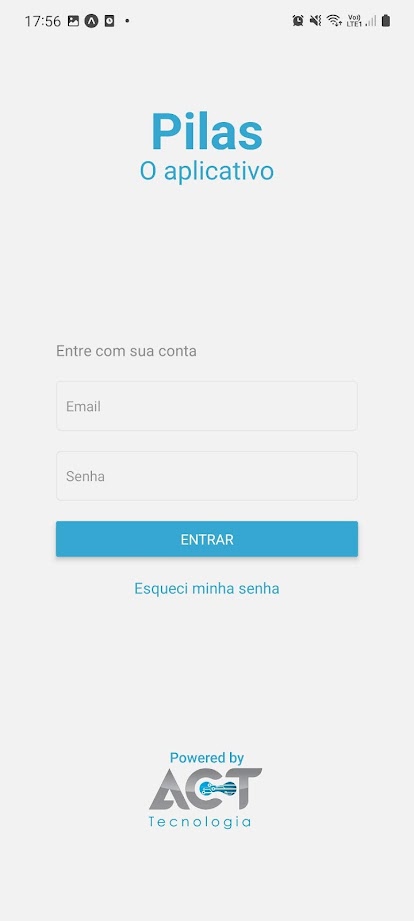 17:56
Vo))
LTE1
Pilas
O aplicativo
Entre com sua conta
Email
Senha
ENTRAR
Esqueci minha senha
Powered by
ACT
Tecnologia